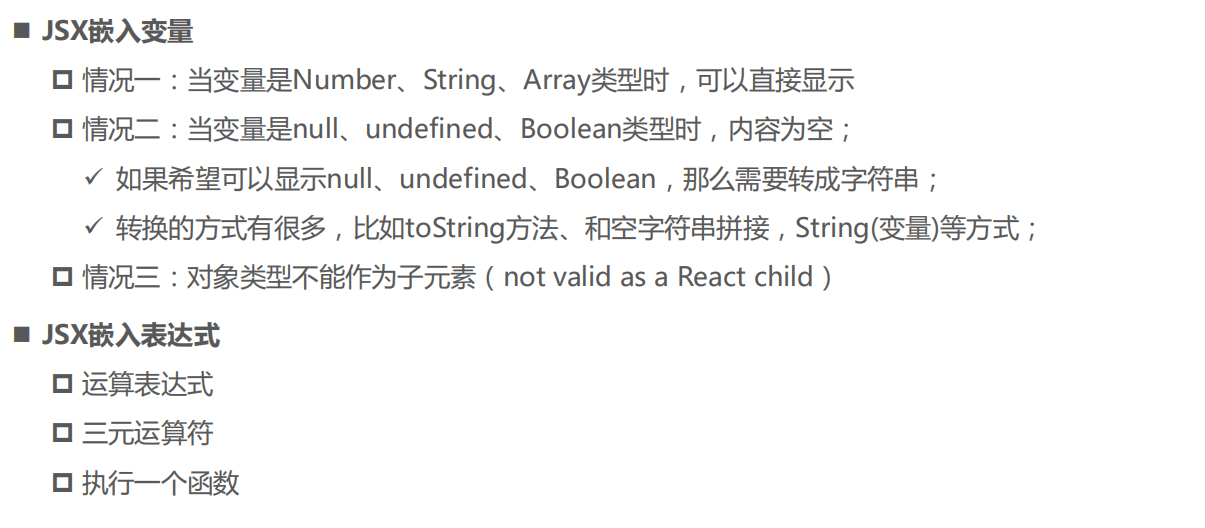 ■ JSX嵌入变量
◘ 情况一：当变量是Number、String、Array类型时，可以直接显示
◘ 情况二：当变量是null、undefined、Boolean类型时，内容为空；
✓ 如果希望可以显示null、undefined、Boolean，那么需要转成字符串；
✓ 转换的方式有很多，比如toString方法、和空字符串拼接，String(变量)等方式；
◘ 情况三：对象类型不能作为子元素（not valid as a React child）
■ JSX嵌入表达式
◘ 运算表达式
◘ 三元运算符
◘ 执行一个函数